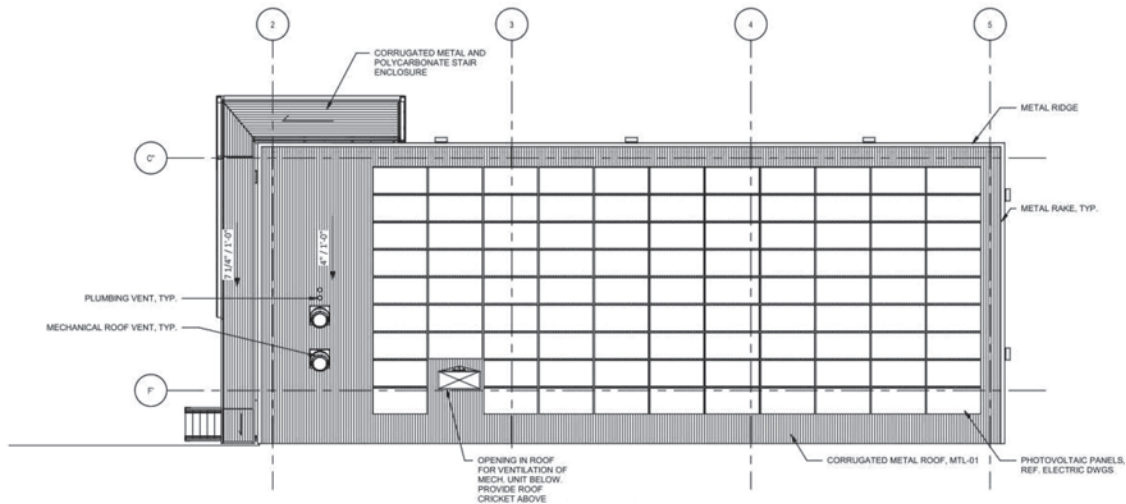 2
3
4
5
CORRUGATED METAL AND
POLYCARBONATE STAIR
ENCLOSURE
METAL RIDGE
C'
METAL RAKE, TYP.
7 1/4" / 1'-0"
4" / 1'-0"
PLUMBING VENT, TYP.
MECHANICAL ROOF VENT, TYP.
F'
OPENING IN ROOF
FOR VENTILATION OF
MECH. UNIT BELOW.
PROVIDE ROOF
CRICKET ABOVE
CORRUGATED METAL ROOF, MTL-01
PHOTOVOLTAIC PANELS,
REF. ELECTRIC DWGS